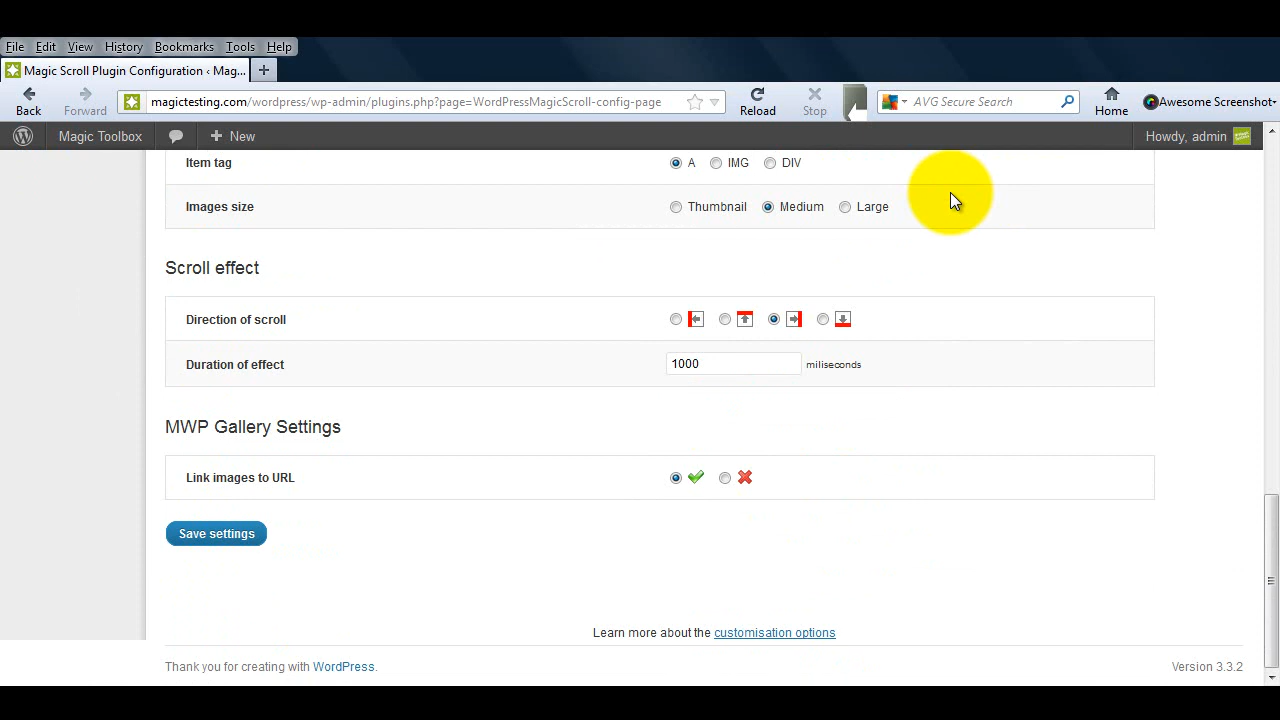 File Edit View History Bookmarks Tools Help
Magic Scroll Plugin Configuration ‹ Mag...
Back Forward magictesting.com/wordpress/wp-admin/plugins.php?page=WordPressMagicScroll-config-page Reload Stop AVG Secure Search Home Awesome Screenshot
Magic Toolbox New Howdy, admin
Item tag A IMG DIV
Images size Thumbnail Medium Large
Scroll effect
Direction of scroll
Duration of effect 1000 miliseconds
MWP Gallery Settings
Link images to URL
Save settings
Learn more about the customisation options
Thank you for creating with WordPress. Version 3.3.2